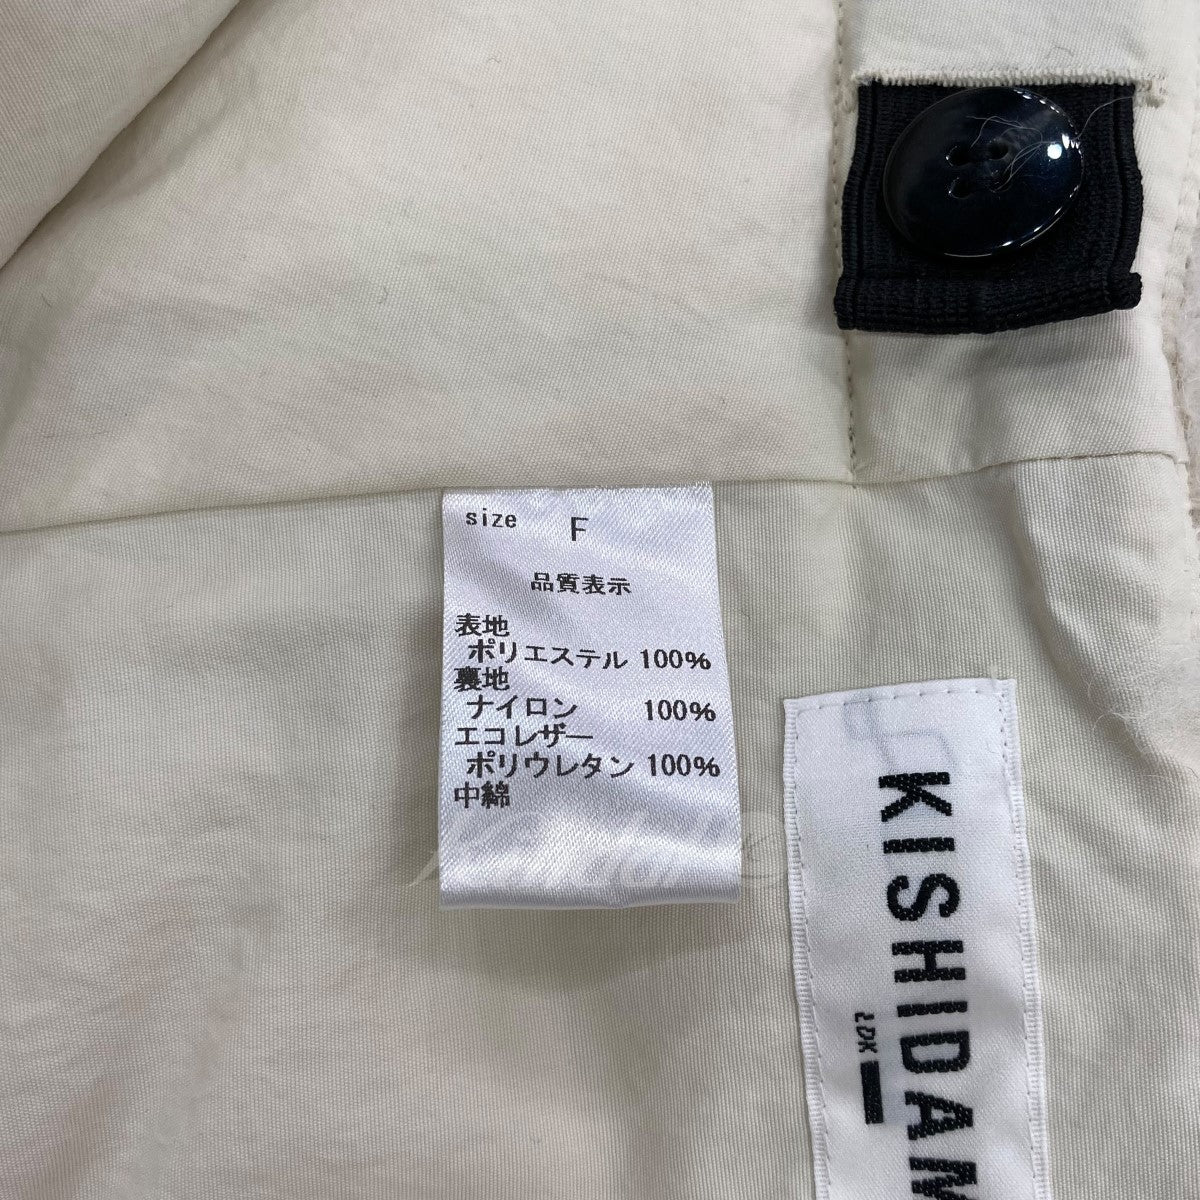 size F
品質表示
表地
ポリエステル 100%
裏地
ナイロン 100%
エコレザー
ポリウレタン 100%
中綿
KISHIDAM
LDK